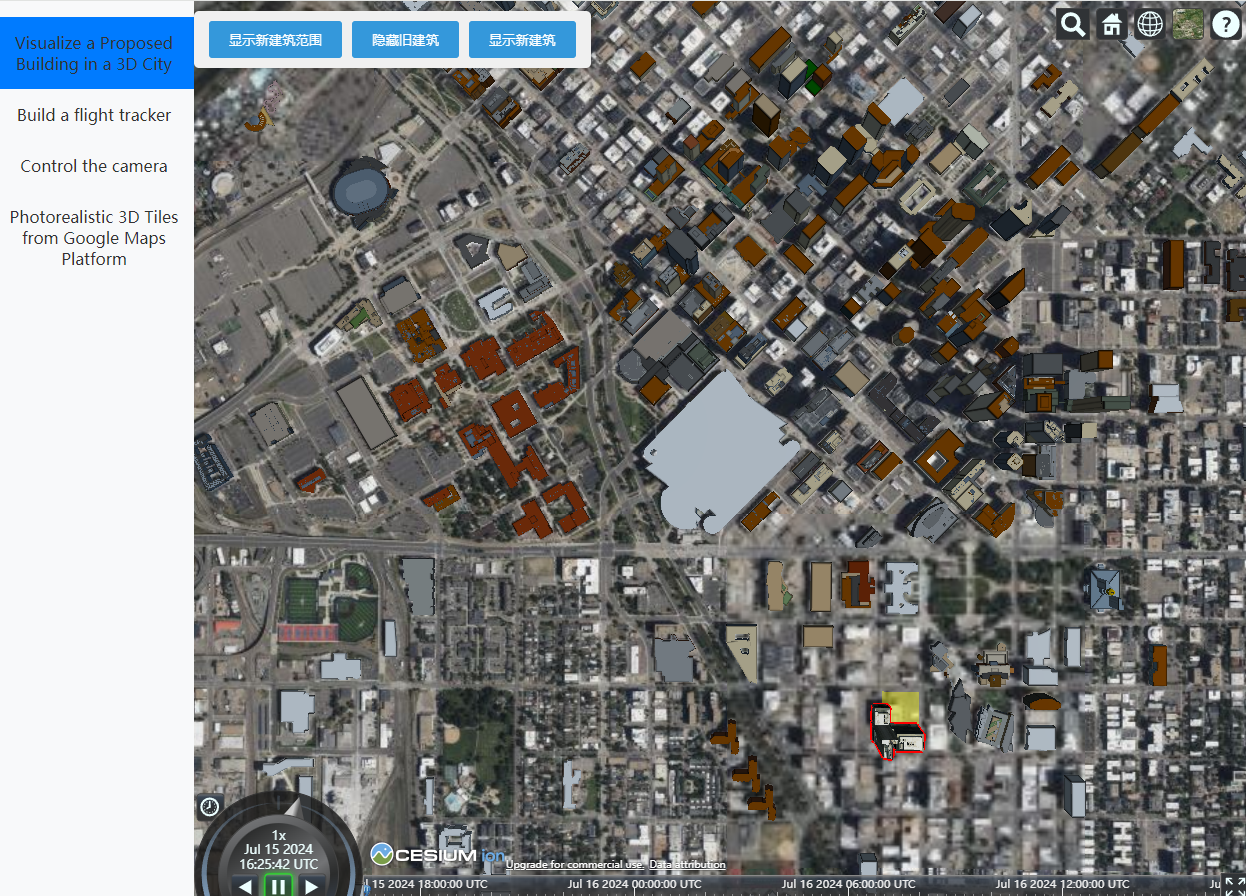 Visualize a Proposed
Building in a 3D City
Build a flight tracker
Control the camera
Photorealistic 3D Tiles
from Google Maps
Platform
显示新建筑范围
隐藏旧建筑
显示新建筑
?
1x
Jul 15 2024
16:25:42 UTC
CESIUM ion
Upgrade for commercial use. Data attribution
15 2024 18:00:00 UTC
Jul 16 2024 00:00:00 UTC
Jul 16 2024 06:00:00 UTC
Jul 16 2024 12:00:00 UTC
Ju